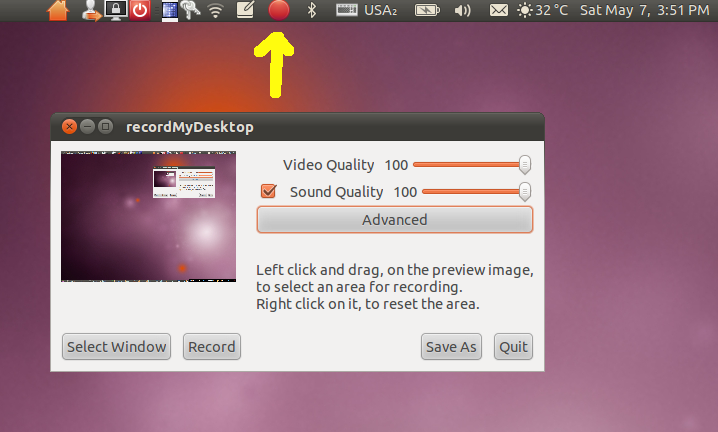 USA₂ 32 °C Sat May 7, 3:51 PM
recordMyDesktop
Video Quality 100
Sound Quality 100
Advanced
Left click and drag, on the preview image,
to select an area for recording.
Right click on it, to reset the area.
Select Window Record Save As Quit